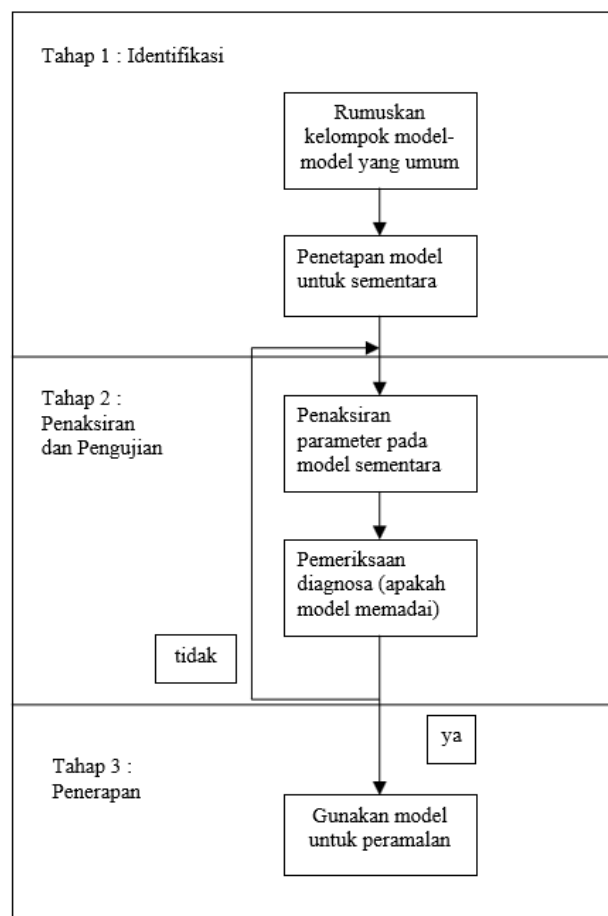 Tahap 1 : Identifikasi
Rumuskan
kelompok model-
model yang umum
Penetapan model
untuk sementara
Tahap 2 :
Penaksiran
dan Pengujian
Penaksiran
parameter pada
model sementara
Pemeriksaan
diagnosa (apakah
model memadai)
tidak
ya
Tahap 3 :
Penerapan
Gunakan model
untuk peramalan